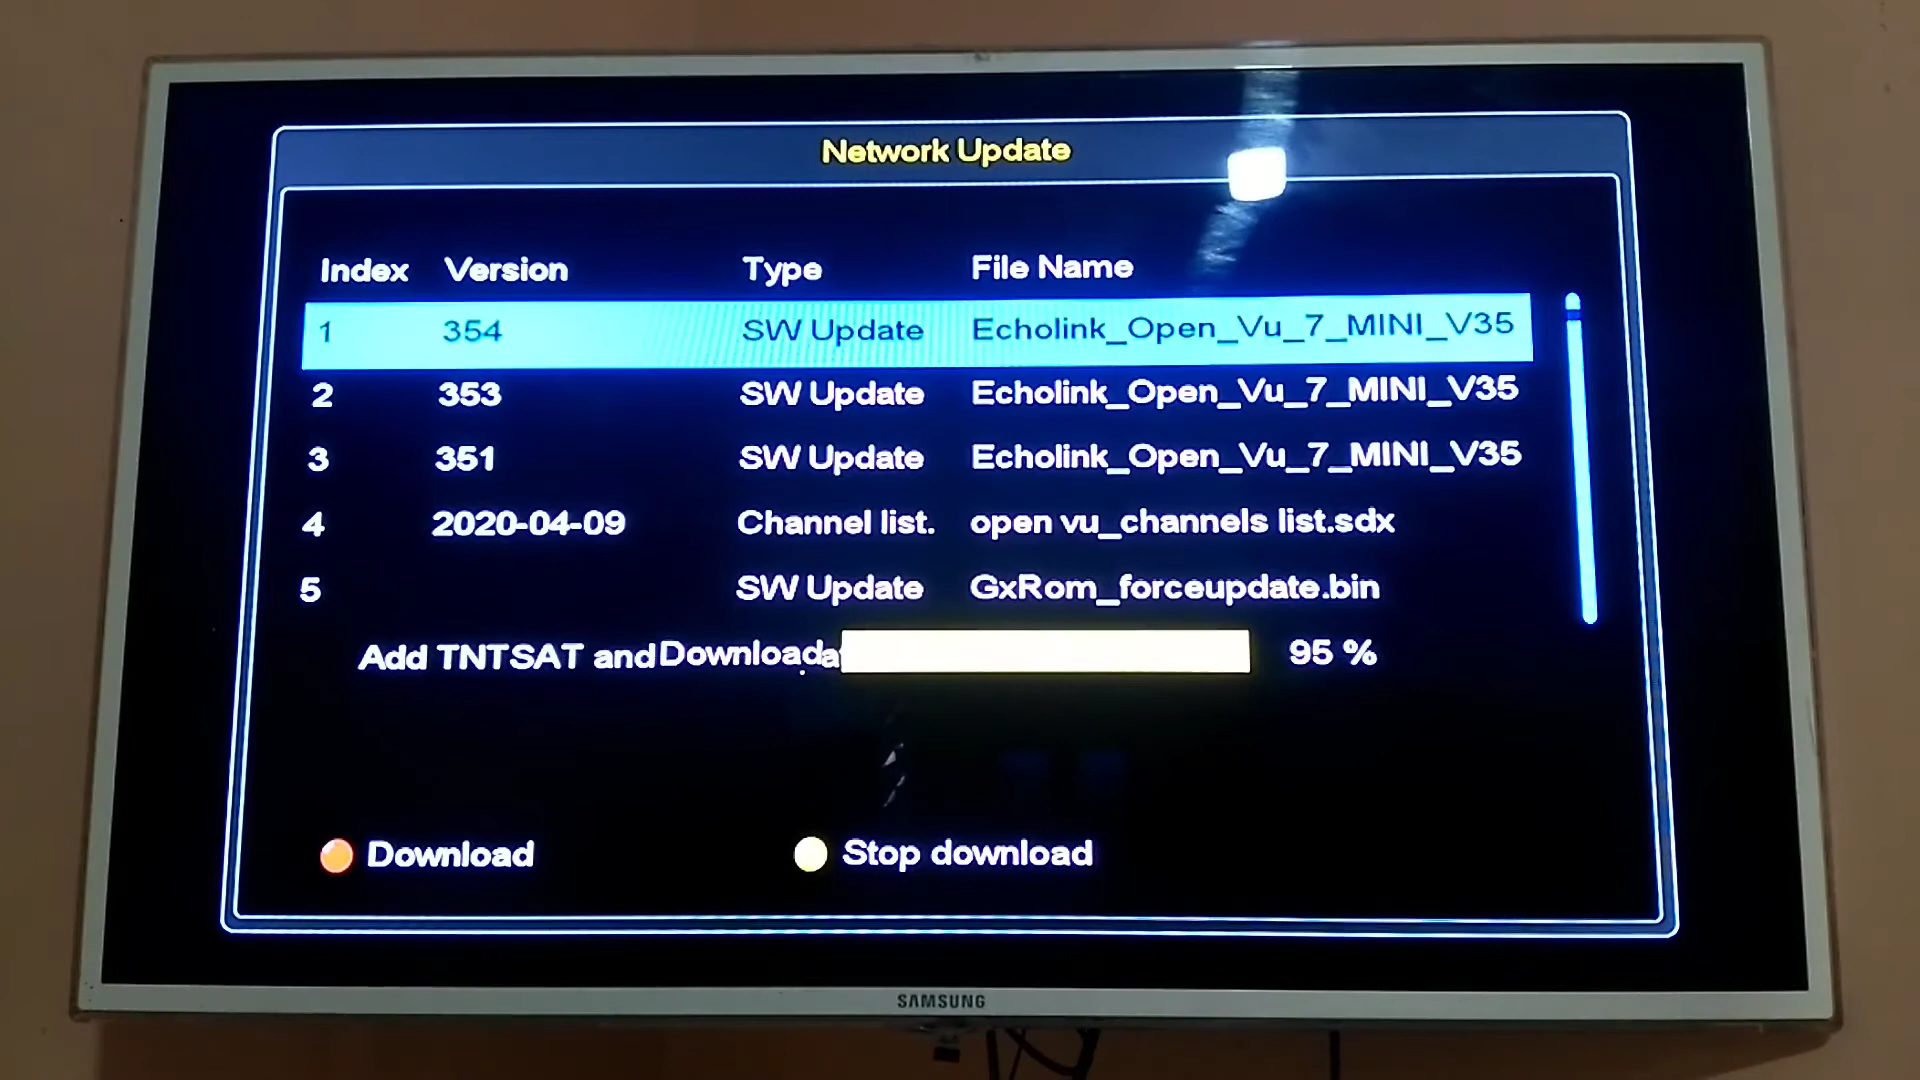 Network Update
Index Version Type File Name
1 354 SW Update Echolink_Open_Vu_7_MINI_V35
2 353 SW Update Echolink_Open_Vu_7_MINI_V35
3 351 SW Update Echolink_Open_Vu_7_MINI_V35
4 2020-04-09 Channel list. open vu_channels list.sdx
5 SW Update GxRom_forceupdate.bin
Add TNTSAT and Download 95 %
Download Stop download
SAMSUNG